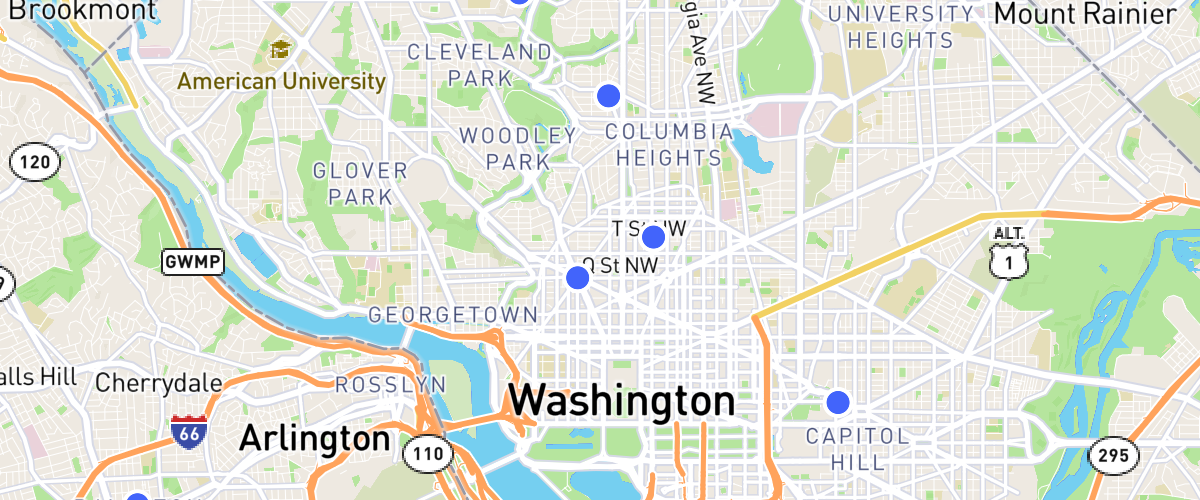 Brookmont
UNIVERSITY
HEIGHTS
Mount Rainier
CLEVELAND
PARK
American University
gia Ave NW
WOODLEY
PARK
COLUMBIA
HEIGHTS
120
GLOVER
PARK
T St NW
ALT.
1
GWMP
Q St NW
9
GEORGETOWN
alls Hill
Cherrydale
ROSSLYN
Washington
66
Arlington
110
CAPITOL
HILL
295